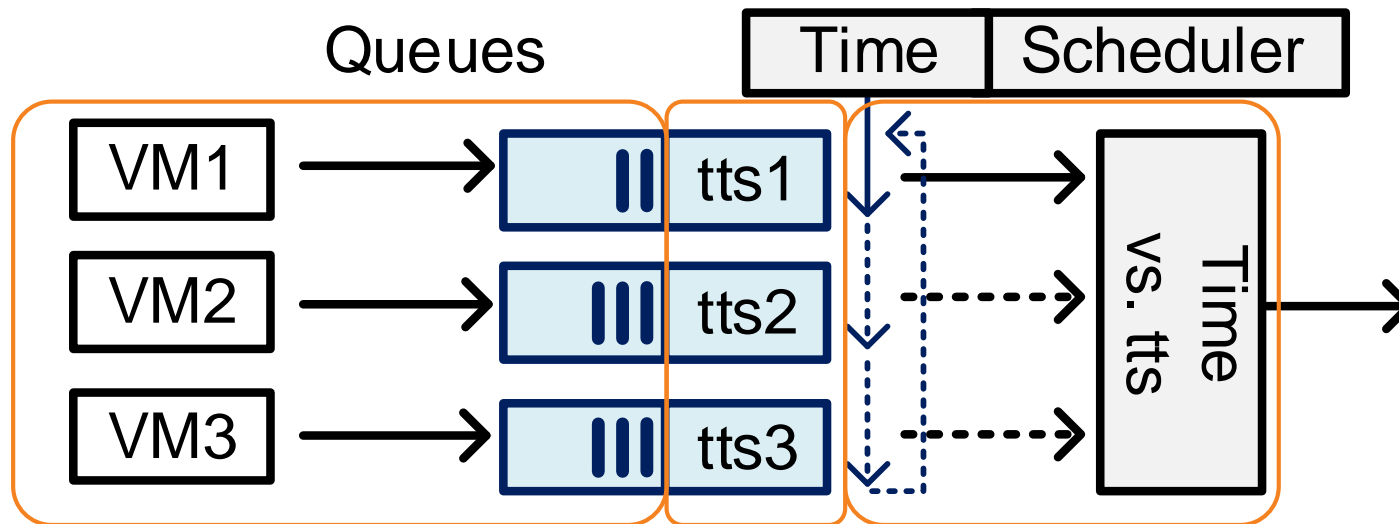 Queues
Time
Scheduler
VM1
tts1
VM2
tts2
VM3
tts3
Time
vs. tts